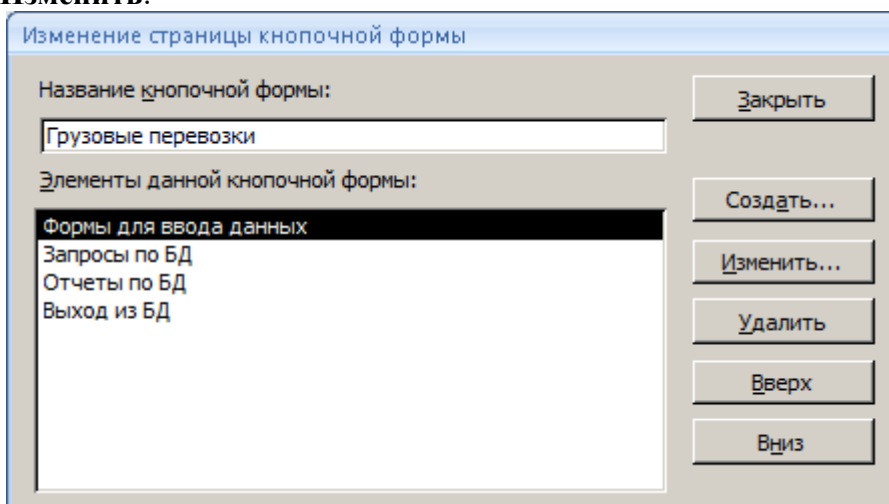 Изменить.
Изменение страницы кнопочной формы
Название кнопочной формы:
Закрыть
Грузовые перевозки
Элементы данной кнопочной формы:
Создать...
Формы для ввода данных
Запросы по БД
Изменить...
Отчеты по БД
Выход из БД
Удалить
Вверх
Вниз